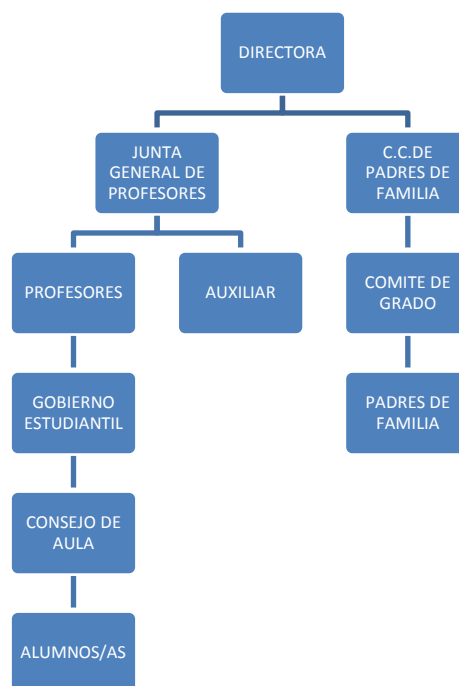 DIRECTORA
JUNTA
GENERAL DE
PROFESORES
C.C.DE
PADRES DE
FAMILIA
PROFESORES
AUXILIAR
COMITE DE
GRADO
GOBIERNO
ESTUDIANTIL
PADRES DE
FAMILIA
CONSEJO DE
AULA
ALUMNOS/AS